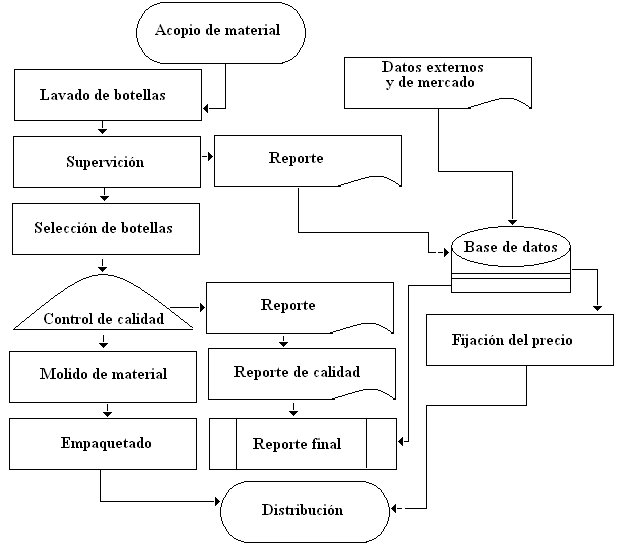 Acopio de material
Datos externos
y de mercado
Lavado de botellas
Supervición
Reporte
Selección de botellas
Base de datos
Control de calidad
Reporte
Fijación del precio
Molido de material
Reporte de calidad
Empaquetado
Reporte final
Distribución